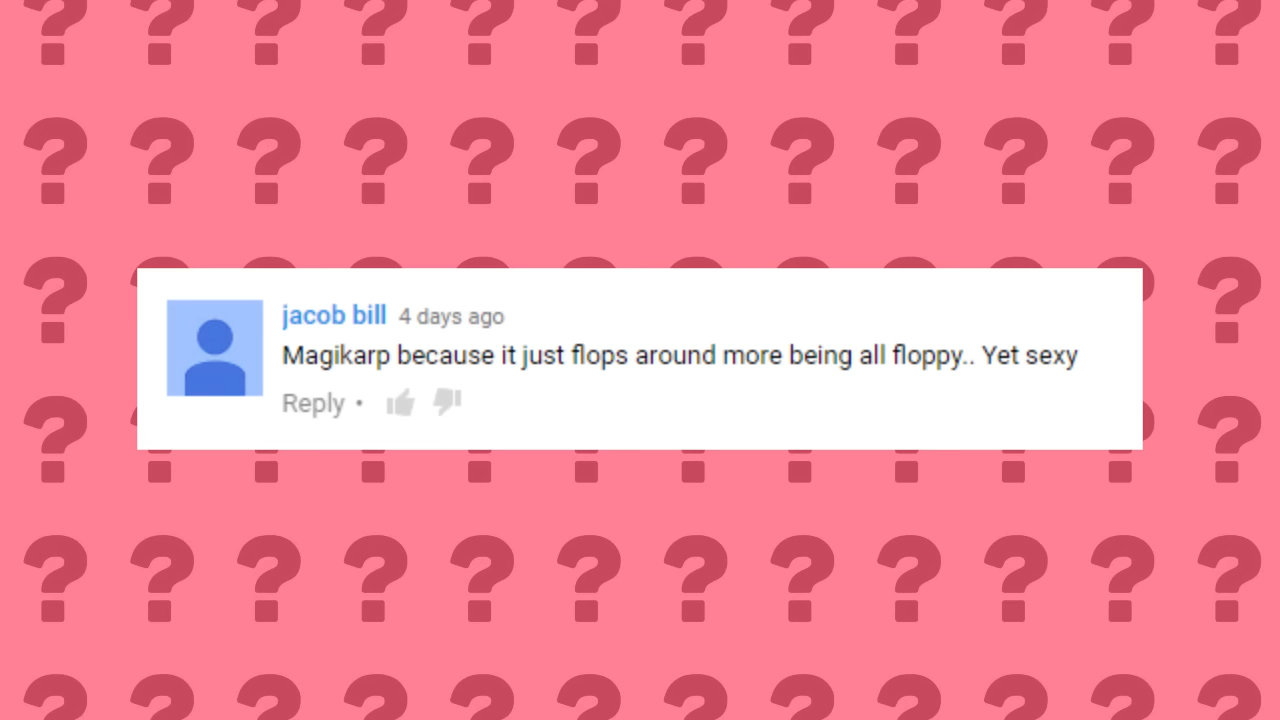 jacob bill 4 days ago
Magikarp because it just flops around more being all floppy.. Yet sexy
Reply •